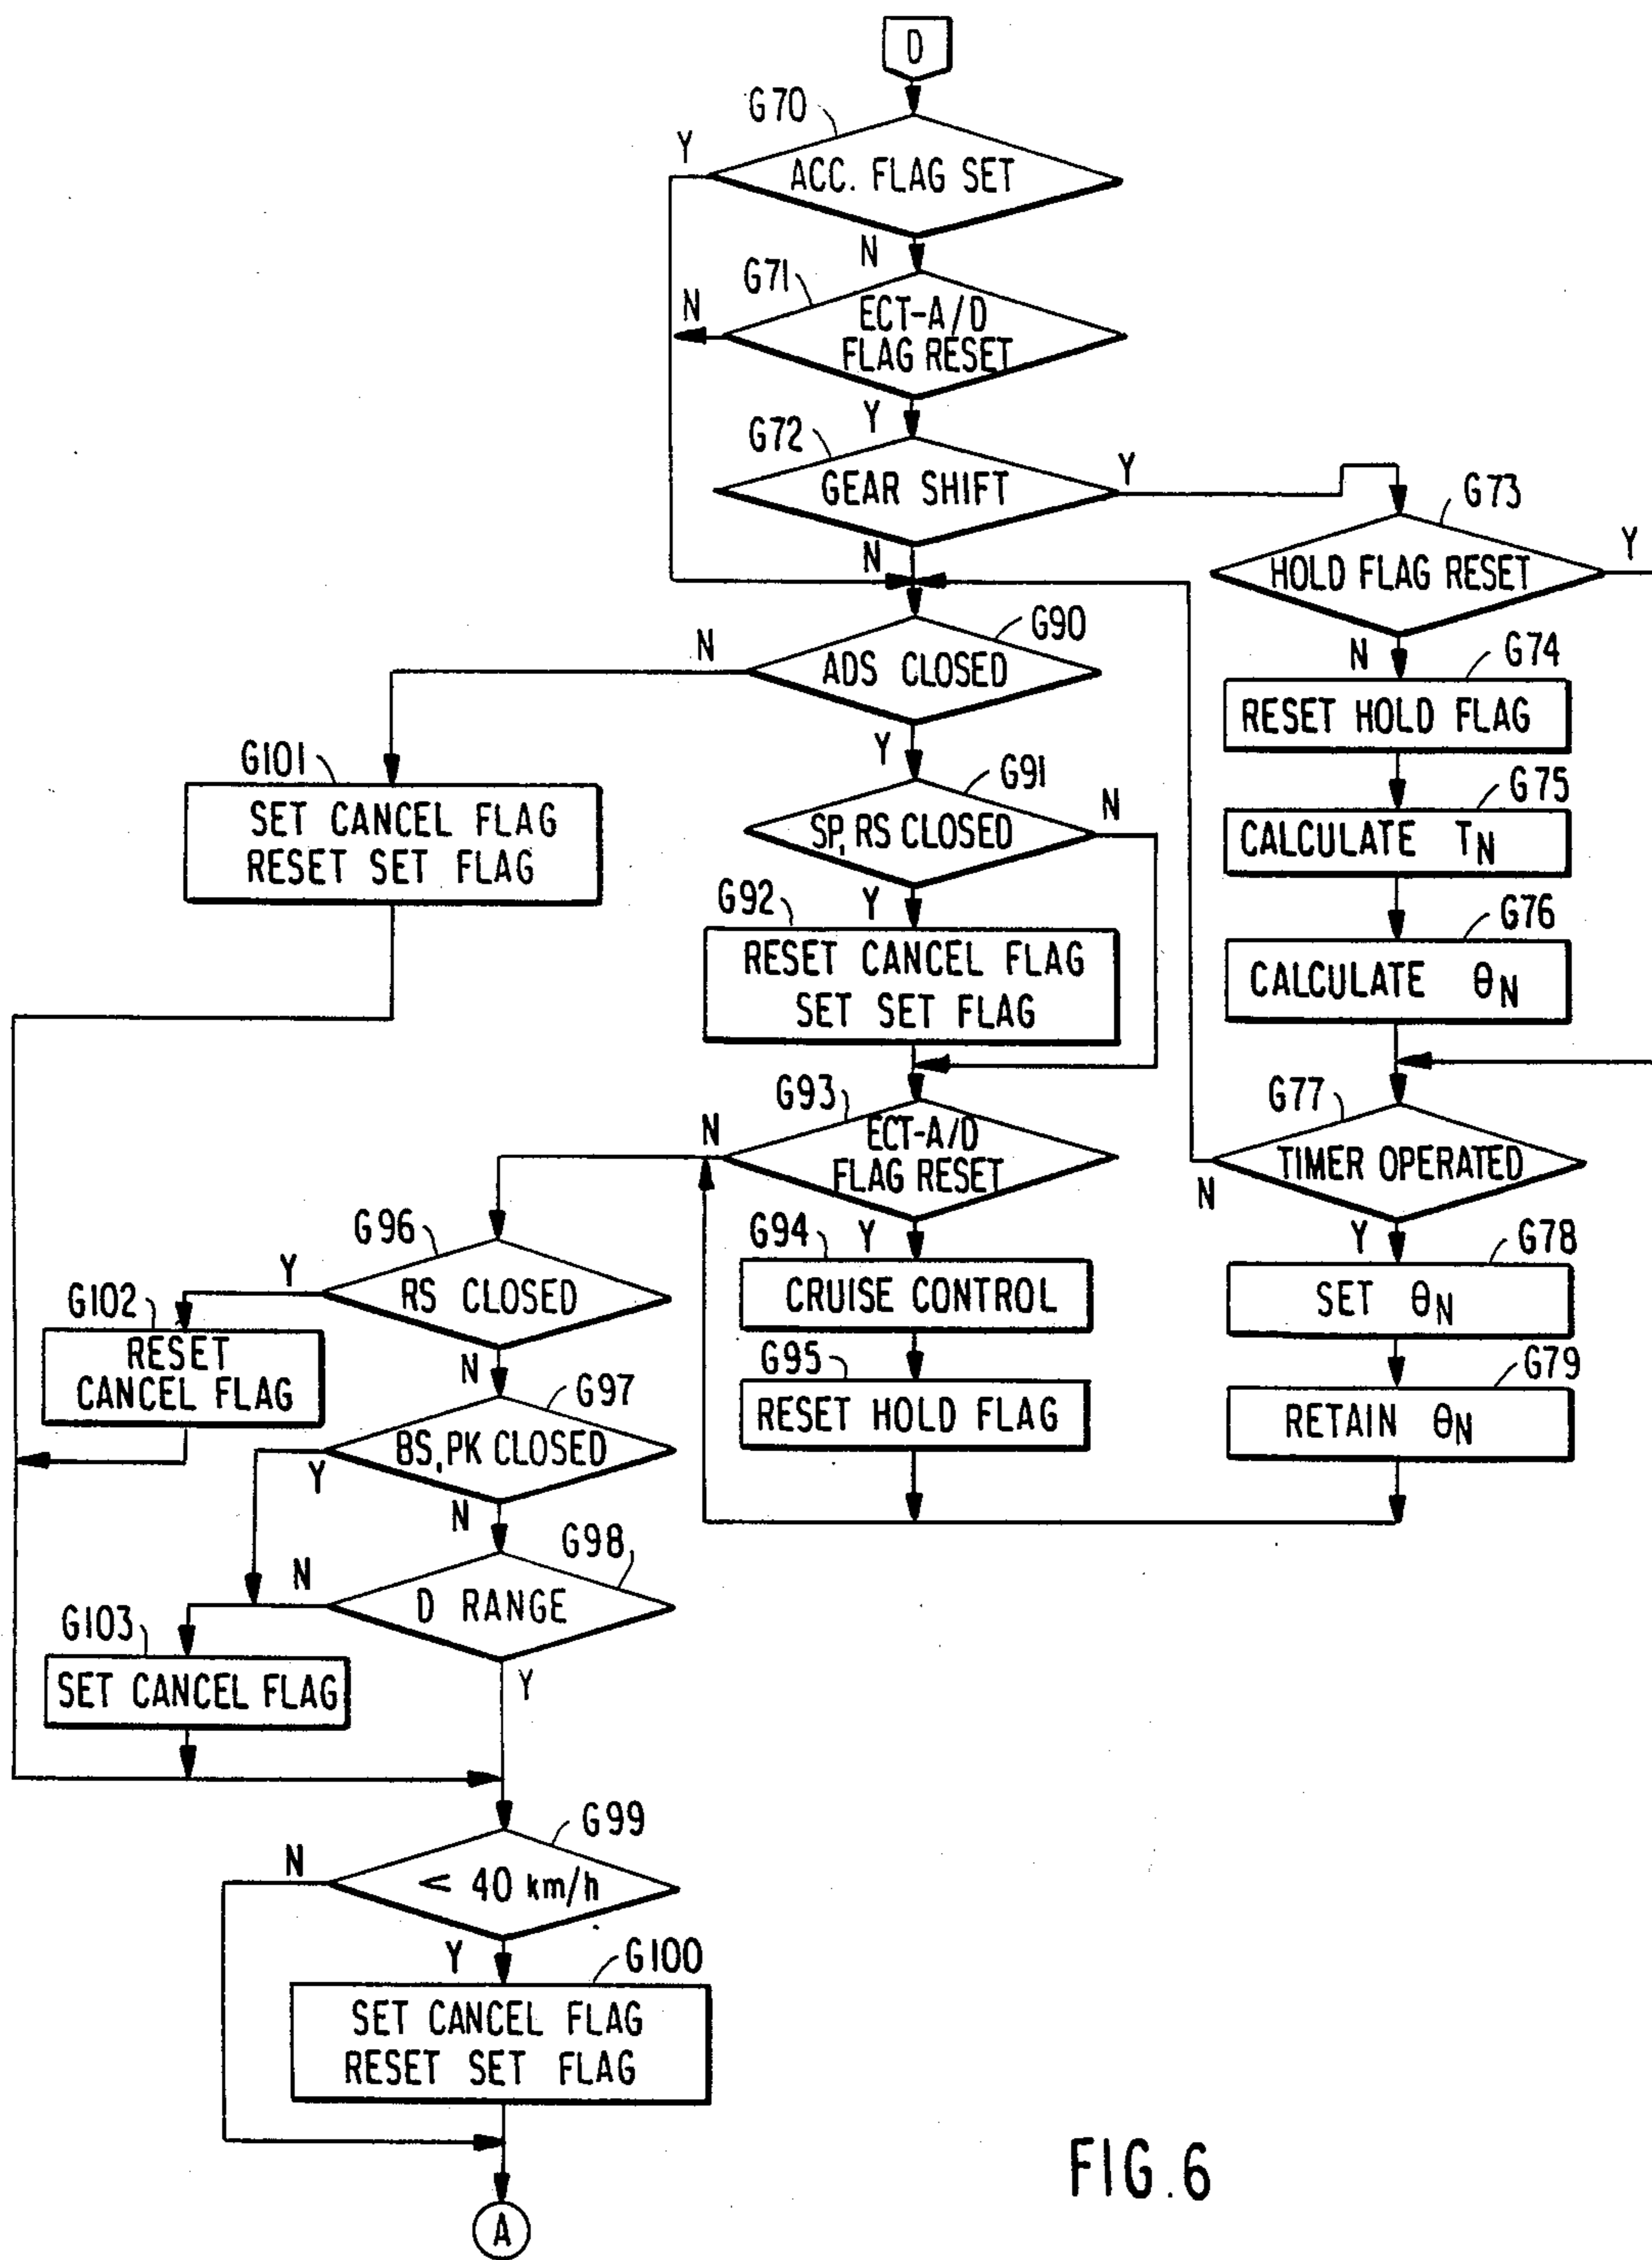 D
G70
Y
ACC. FLAG SET
N
G71
N
ECT-A/D
FLAG RESET
Y
G72
GEAR SHIFT
Y
N
G73
HOLD FLAG RESET
Y
N
G74
RESET HOLD FLAG
G75
CALCULATE TN
G76
CALCULATE θN
G77
TIMER OPERATED
N
Y
G78
SET θN
G79
RETAIN θN
G90
N
ADS CLOSED
Y
G101
SET CANCEL FLAG
RESET SET FLAG
G91
SP, RS CLOSED
N
Y
G92
RESET CANCEL FLAG
SET SET FLAG
G93
N
ECT-A/D
FLAG RESET
Y
G94
CRUISE CONTROL
G95
RESET HOLD FLAG
G96
Y
RS CLOSED
N
G102
RESET
CANCEL FLAG
G97
BS, PK CLOSED
Y
N
G98
N
D RANGE
Y
G103
SET CANCEL FLAG
G99
N
< 40 km/h
Y
G100
SET CANCEL FLAG
RESET SET FLAG
A
FIG. 6